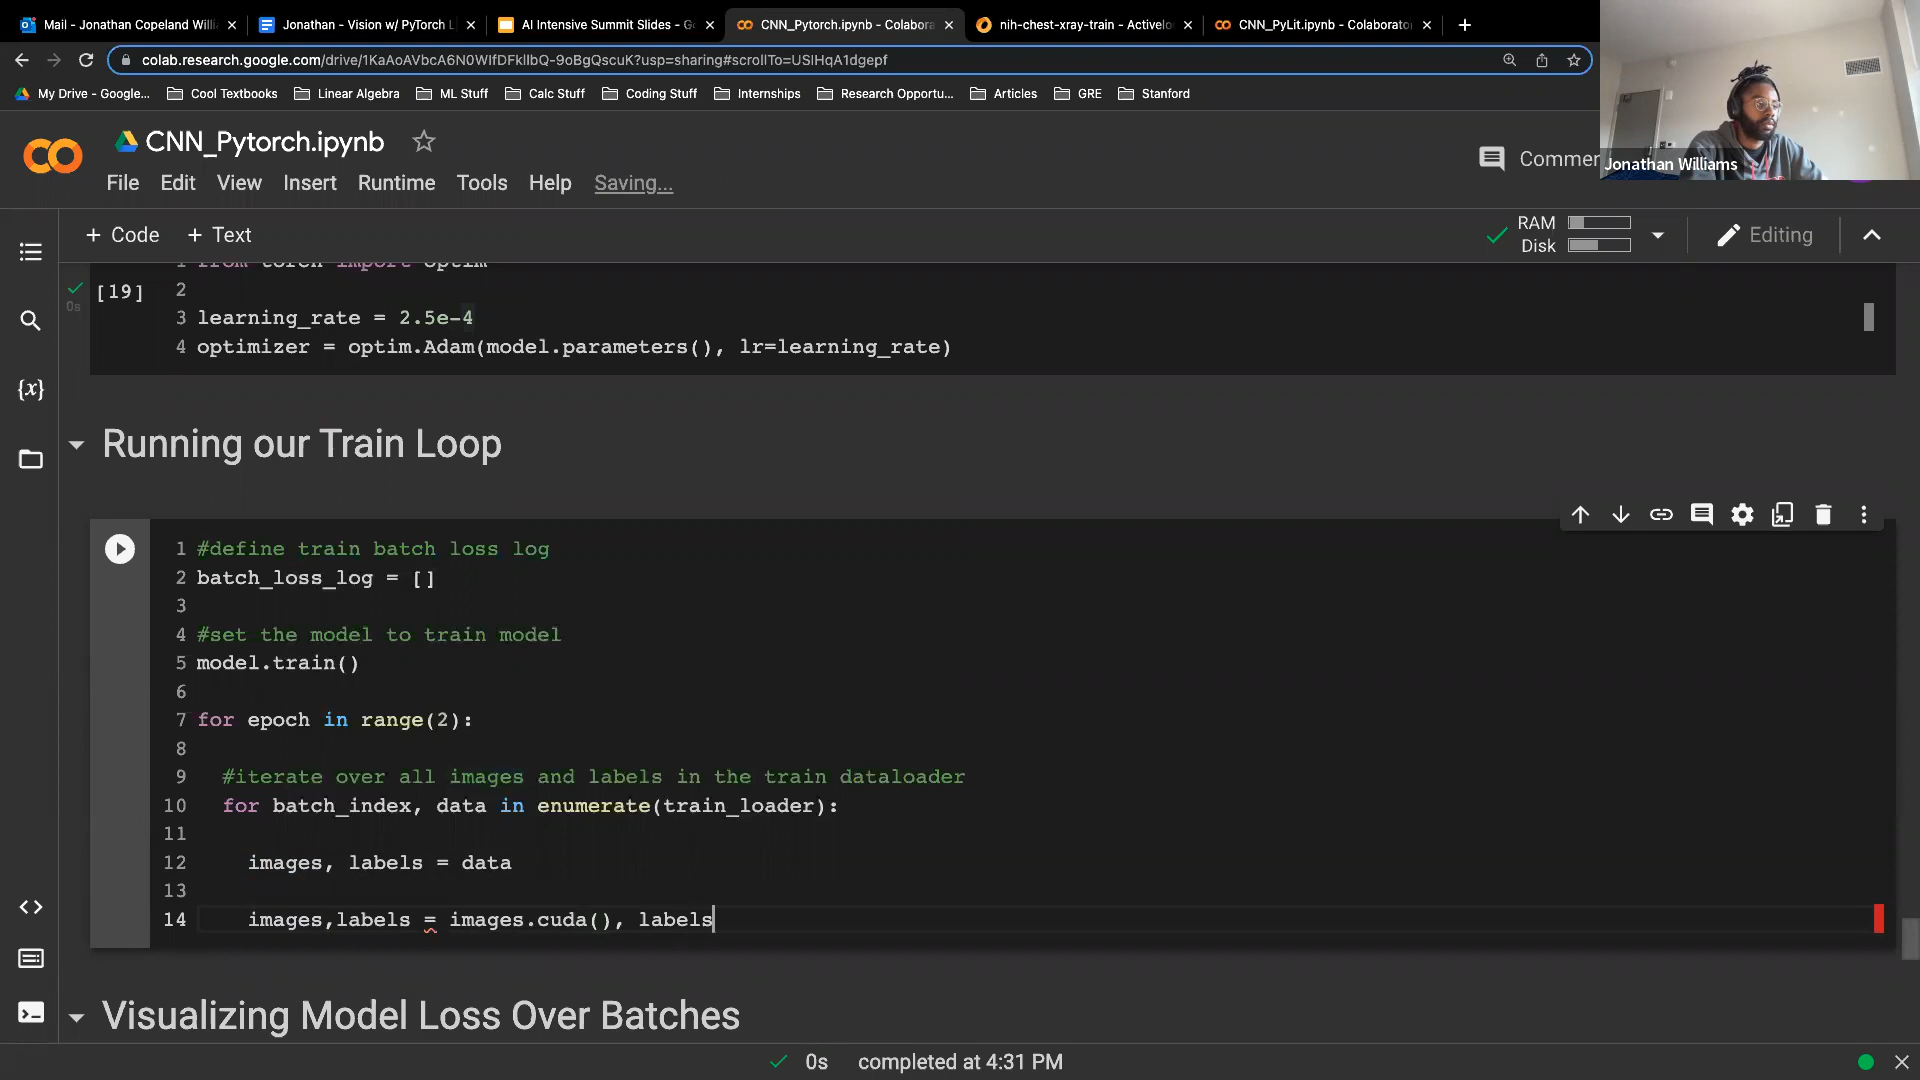 Mail - Jonathan Copeland Willi
Jonathan - Vision w/ PyTorch L
AI Intensive Summit Slides - Go
CNN_Pytorch.ipynb - Colabora
nih-chest-xray-train - Activeloo
CNN_PyLit.ipynb - Colaborato
colab.research.google.com/drive/1KaAoAVbcA6N0WIfDFkIlbQ-9oBgQscuK?usp=sharing#scrollTo=USlHqA1dgepf
My Drive - Google...
Cool Textbooks
Linear Algebra
ML Stuff
Calc Stuff
Coding Stuff
Internships
Research Opportu...
Articles
GRE
Stanford
CNN_Pytorch.ipynb
Commen
Jonathan Williams
File Edit View Insert Runtime Tools Help Saving...
+ Code + Text
RAM
Disk
Editing
1 from torch import optim
[19] 2
0s
3 learning_rate = 2.5e-4
4 optimizer = optim.Adam(model.parameters(), lr=learning_rate)
Running our Train Loop
1 #define train batch loss log
2 batch_loss_log = []
3
4 #set the model to train model
5 model.train()
6
7 for epoch in range(2):
8
9 #iterate over all images and labels in the train dataloader
10 for batch_index, data in enumerate(train_loader):
11
12 images, labels = data
13
14 images,labels = images.cuda(), labels
Visualizing Model Loss Over Batches
0s completed at 4:31 PM